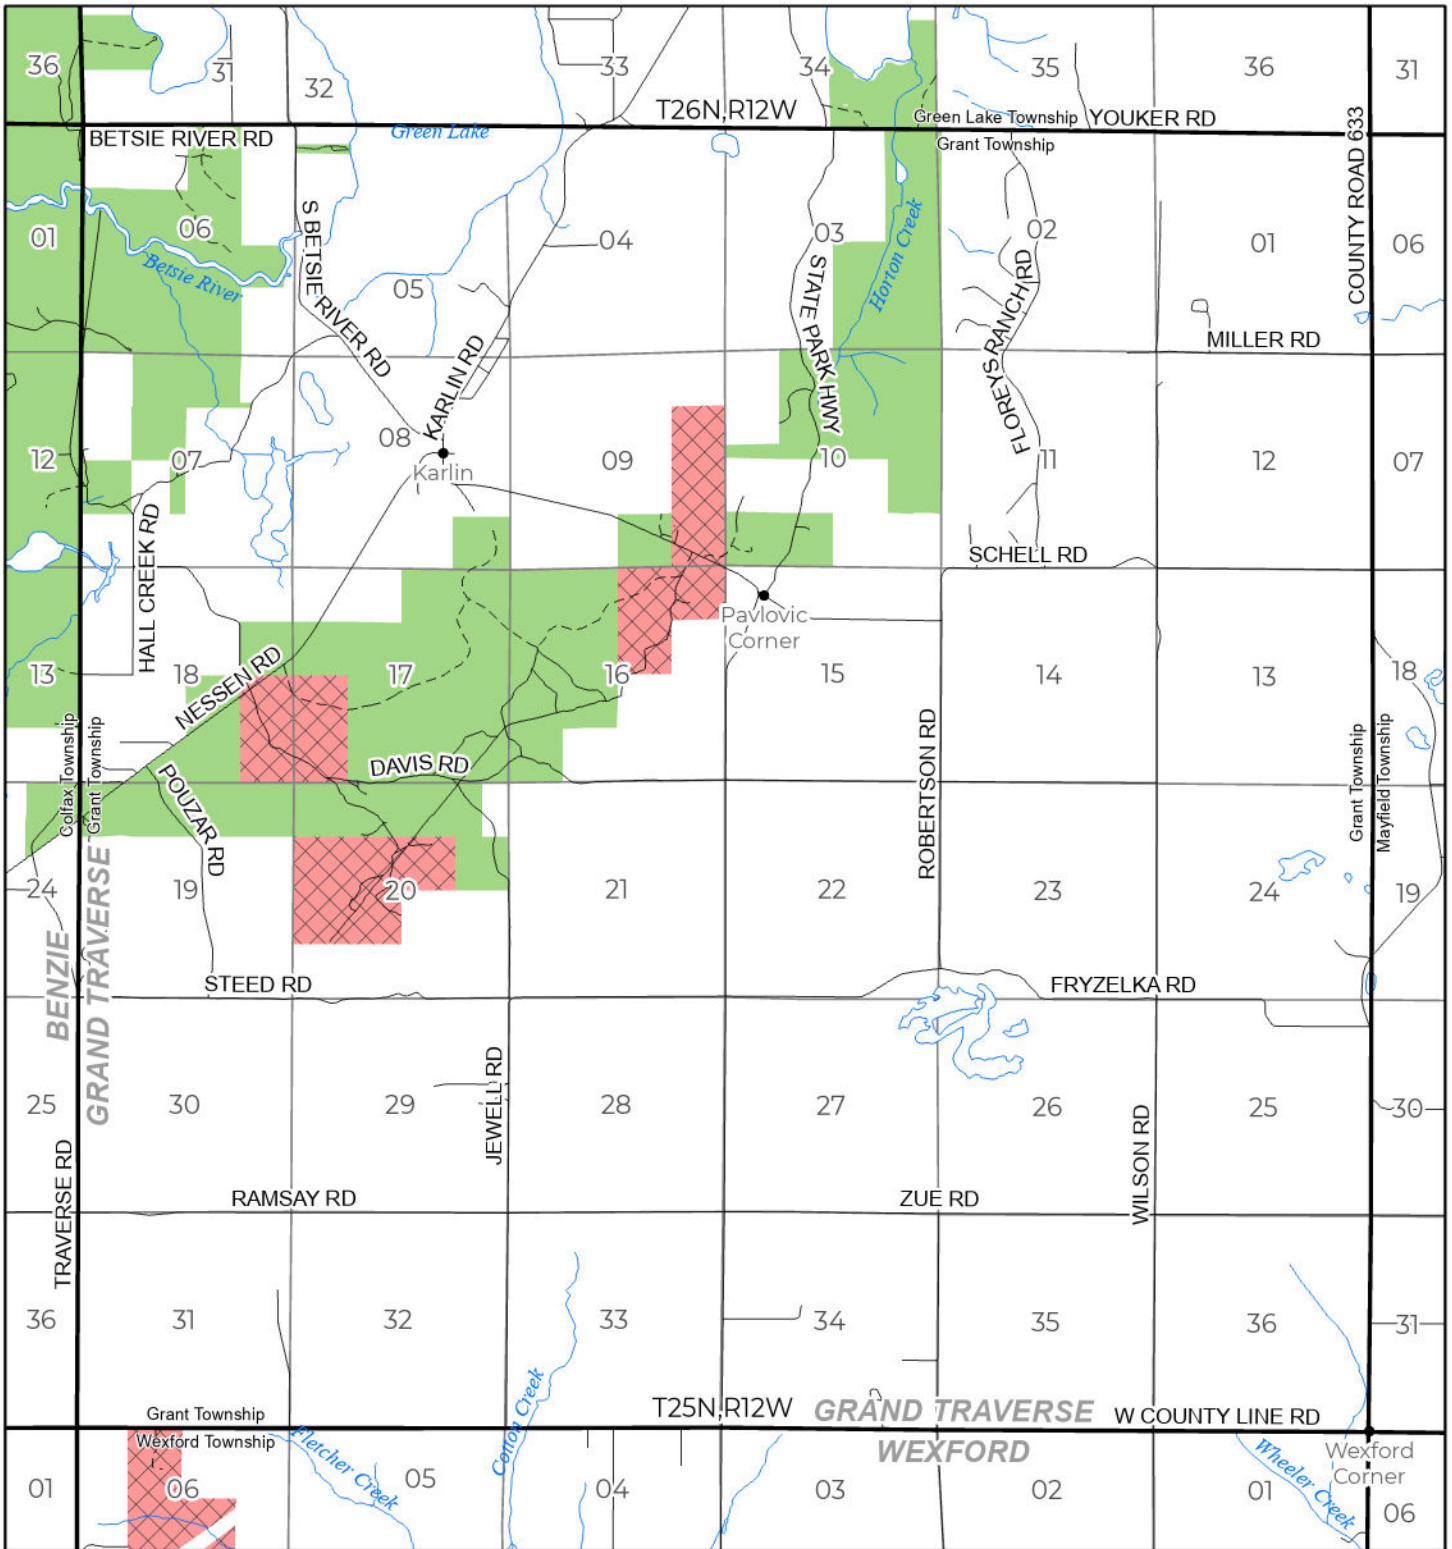 36
31
32
33
34
35
36
31
T26N,R12W
Green Lake Township
YOUKER RD
BETSIE RIVER RD
Green Lake
Grant Township
COUNTY ROAD 633
01
06
S BETSIE RIVER RD
04
03
02
01
06
Betsie River
05
STATE PARK HWY
Horton Creek
FLOREYS RANCH RD
MILLER RD
KARLIN RD
12
07
08
Karlin
09
10
11
12
07
HALL CREEK RD
SCHELL RD
Pavlovic
Corner
13
18
NESSEN RD
17
16
15
14
13
18
Colfax Township
Grant Township
POUZAR RD
DAVIS RD
ROBERTSON RD
Grant Township
Mayfield Township
24
19
20
21
22
23
24
19
BENZIE
GRAND TRAVERSE
STEED RD
FRYZELKA RD
25
30
29
JEWELL RD
28
27
26
25
30
TRAVERSE RD
RAMSAY RD
ZUE RD
WILSON RD
36
31
32
33
34
35
36
31
Grant Township
T25N,R12W
GRAND TRAVERSE
W COUNTY LINE RD
Wexford Township
WEXFORD
Fletcher Creek
Cotton Creek
Wheeler Creek
Wexford
Corner
01
06
05
04
03
02
01
06